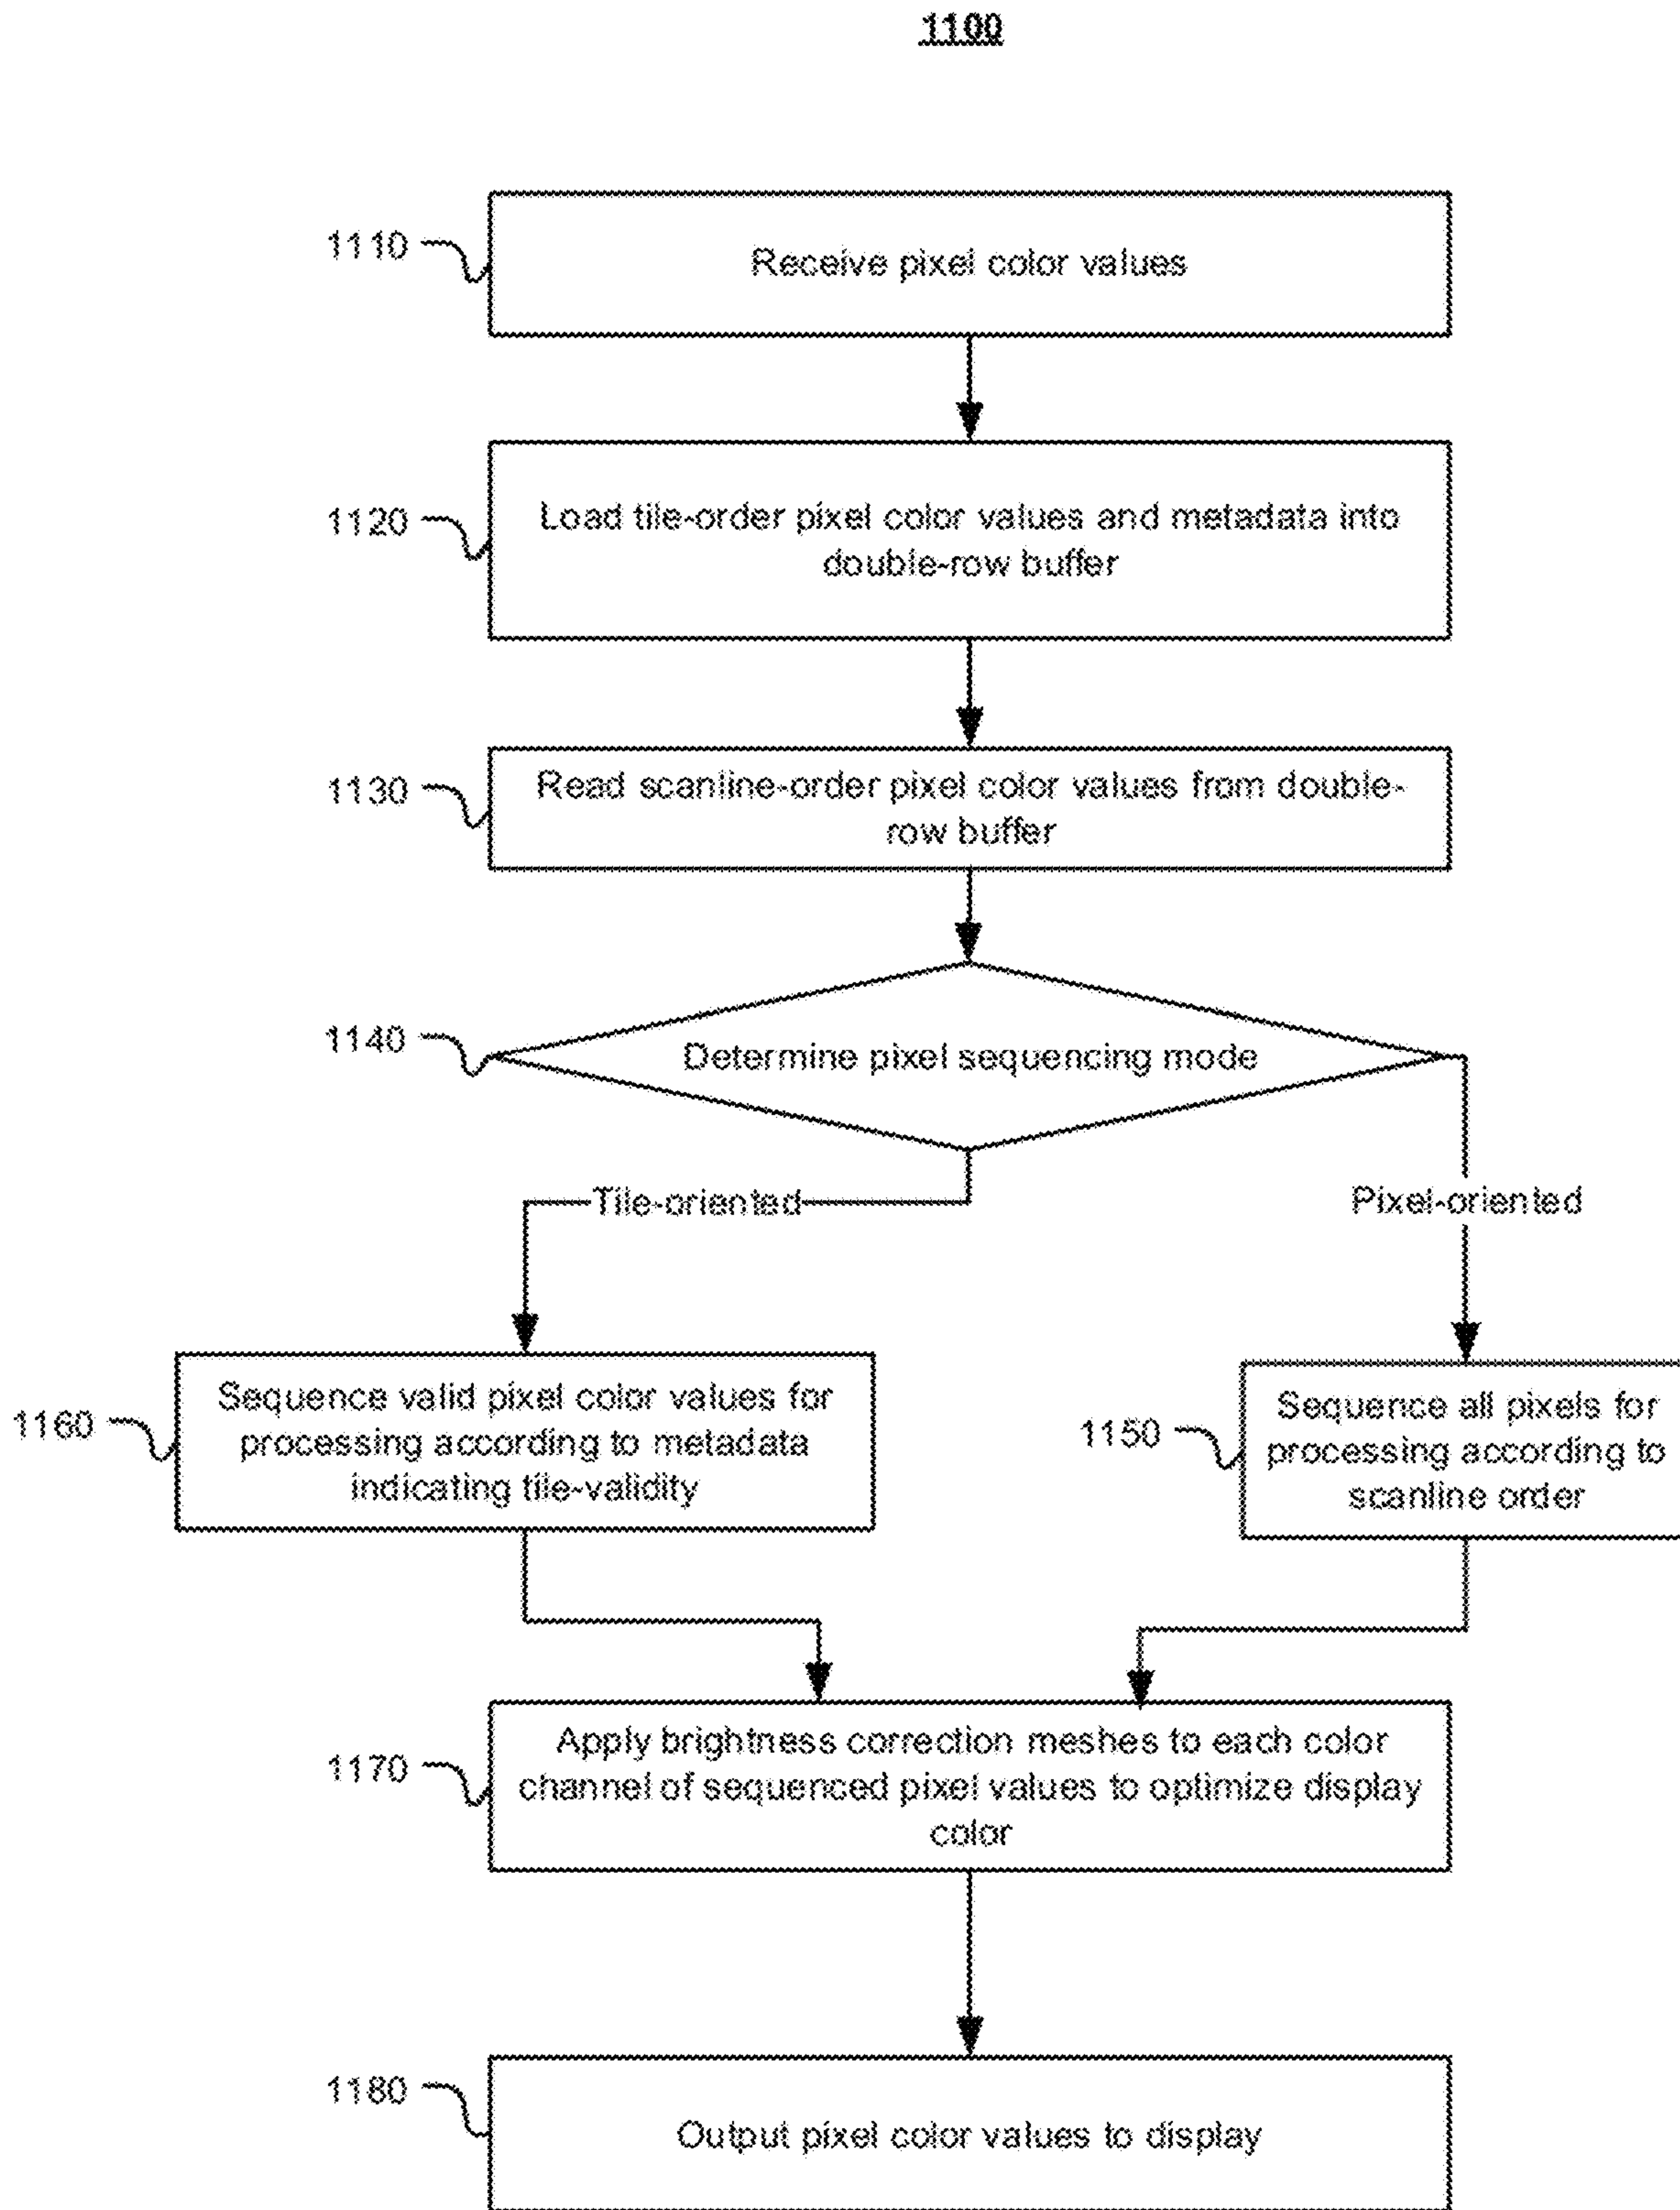 1100
1110
Receive pixel color values
1120
Load tile-order pixel color values and metadata into
double-row buffer
1130
Read scanline-order pixel color values from double-
row buffer
1140
Determine pixel sequencing mode
Tile-oriented
Pixel-oriented
1160
Sequence valid pixel color values for
processing according to metadata
indicating tile-validity
1150
Sequence all pixels for
processing according to
scanline order
1170
Apply brightness correction meshes to each color
channel of sequenced pixel values to optimize display
color
1180
Output pixel color values to display